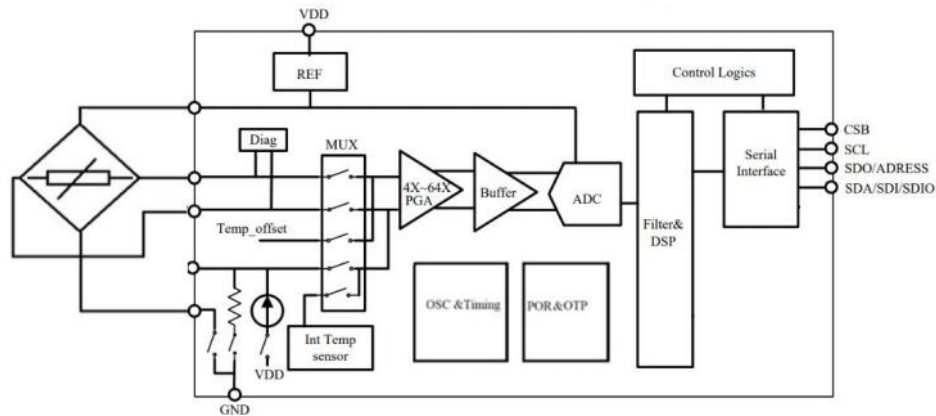 VDD
REF
Control Logics
Diag
MUX
CSB
SCL
SDO/ADRESS
SDA/SDI/SDIO
Serial
Interface
4X~64X
PGA
Buffer
ADC
Filter&
DSP
Temp_offset
OSC &Timing
POR&OTP
Int Temp
sensor
VDD
GND